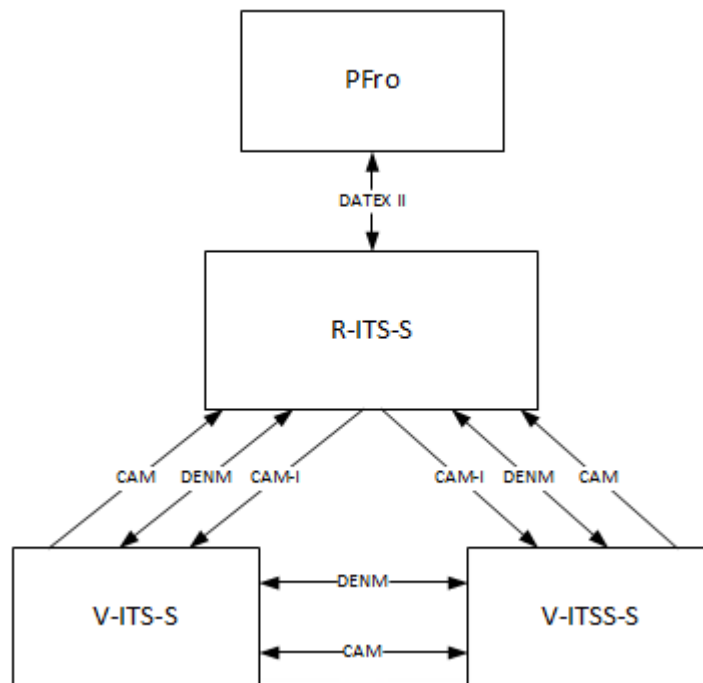 PFro
DATEX II
R-ITS-S
CAM DENM CAM-I CAM-I DENM CAM
DENM
V-ITS-S V-ITSS-S
CAM